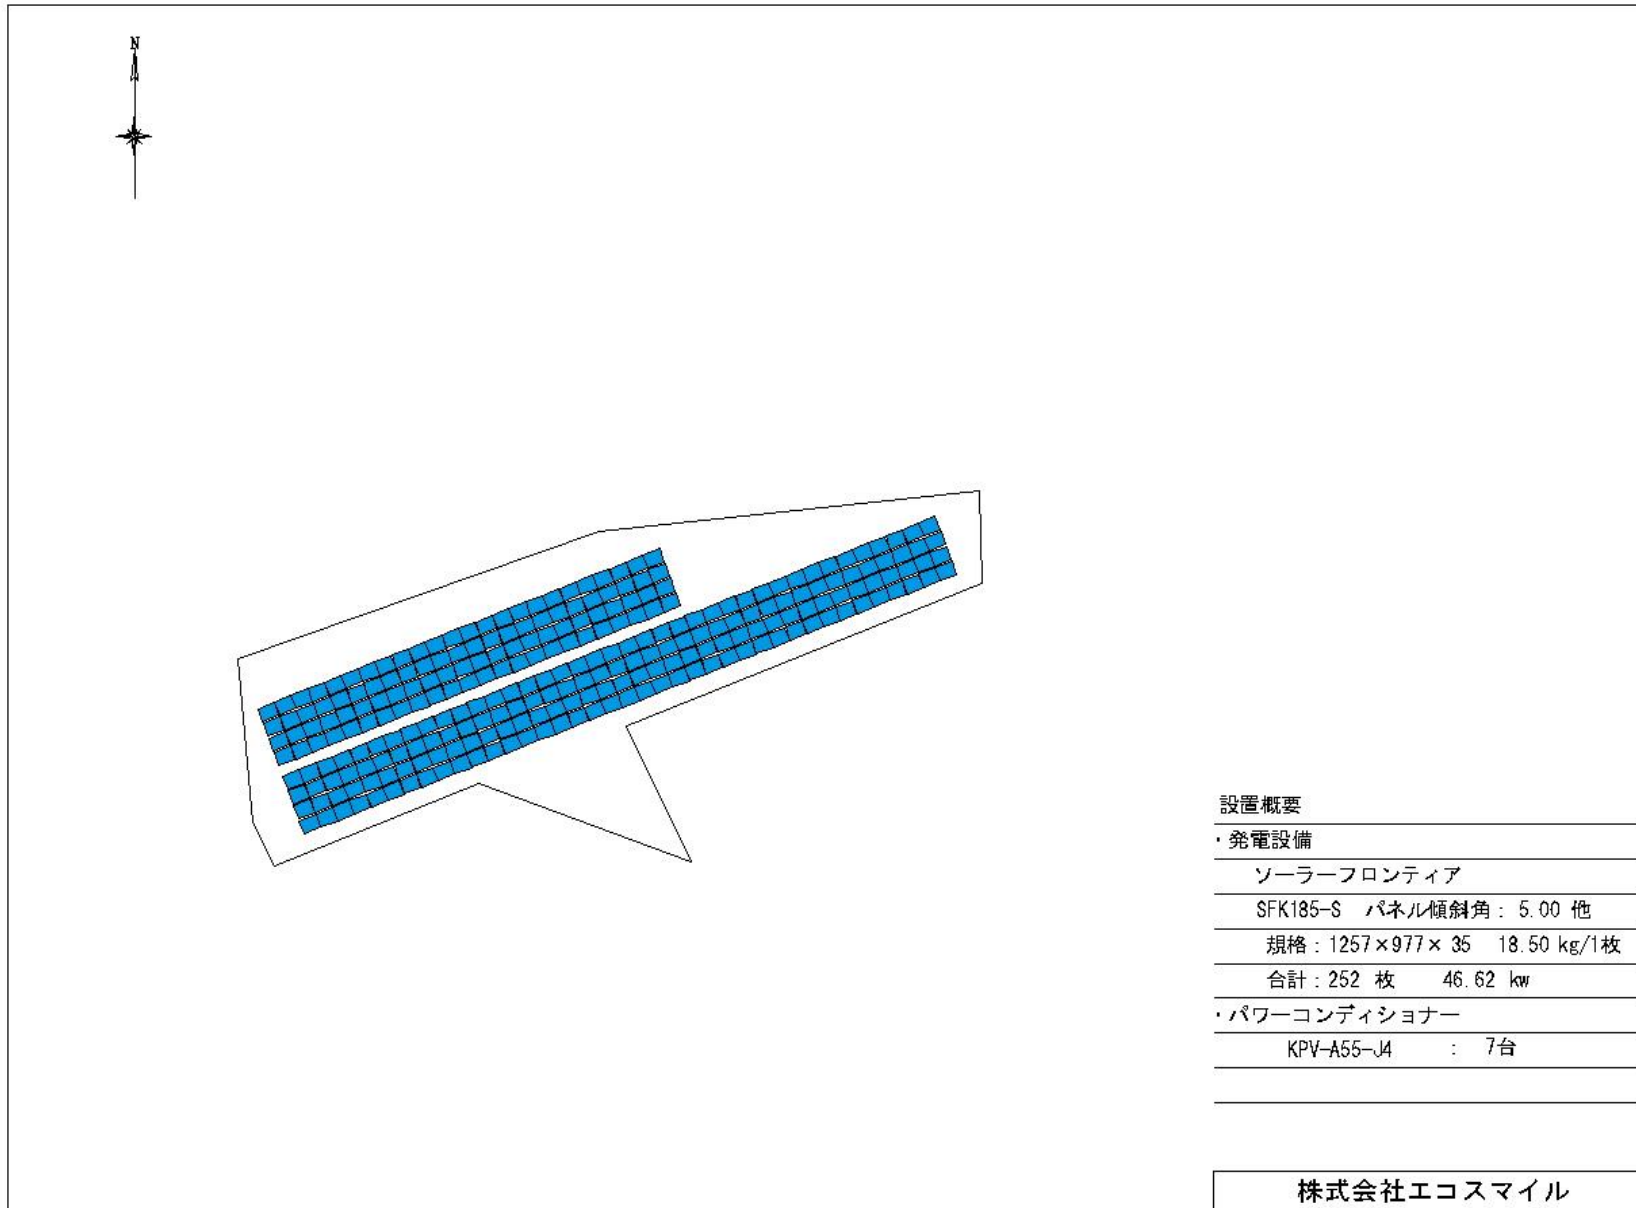 N
設置概要
・発電設備
ソーラーフロンティア
SFK185-S パネル傾斜角: 5.00 他
規格:1257×977× 35 18.50 kg/1枚
合計:252 枚 46.62 kw
・パワーコンディショナー
KPV-A55-J4 : 7台
株式会社エコスマイル